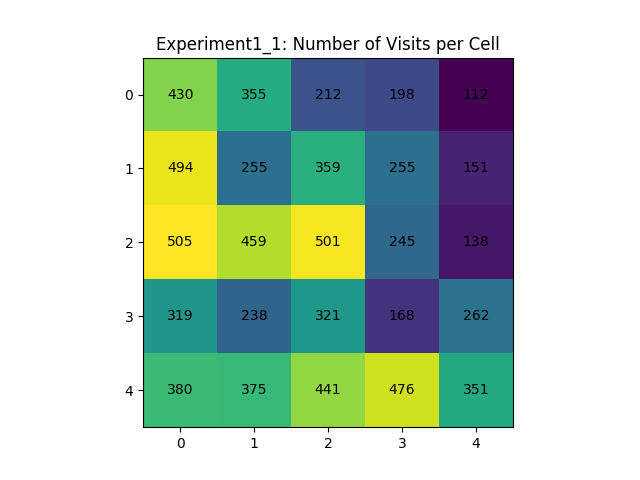 Experiment1_1: Number of Visits per Cell
0 430 355 212 198 112
1 494 255 359 255 151
2 505 459 501 245 138
3 319 238 321 168 262
4 380 375 441 476 351
0 1 2 3 4